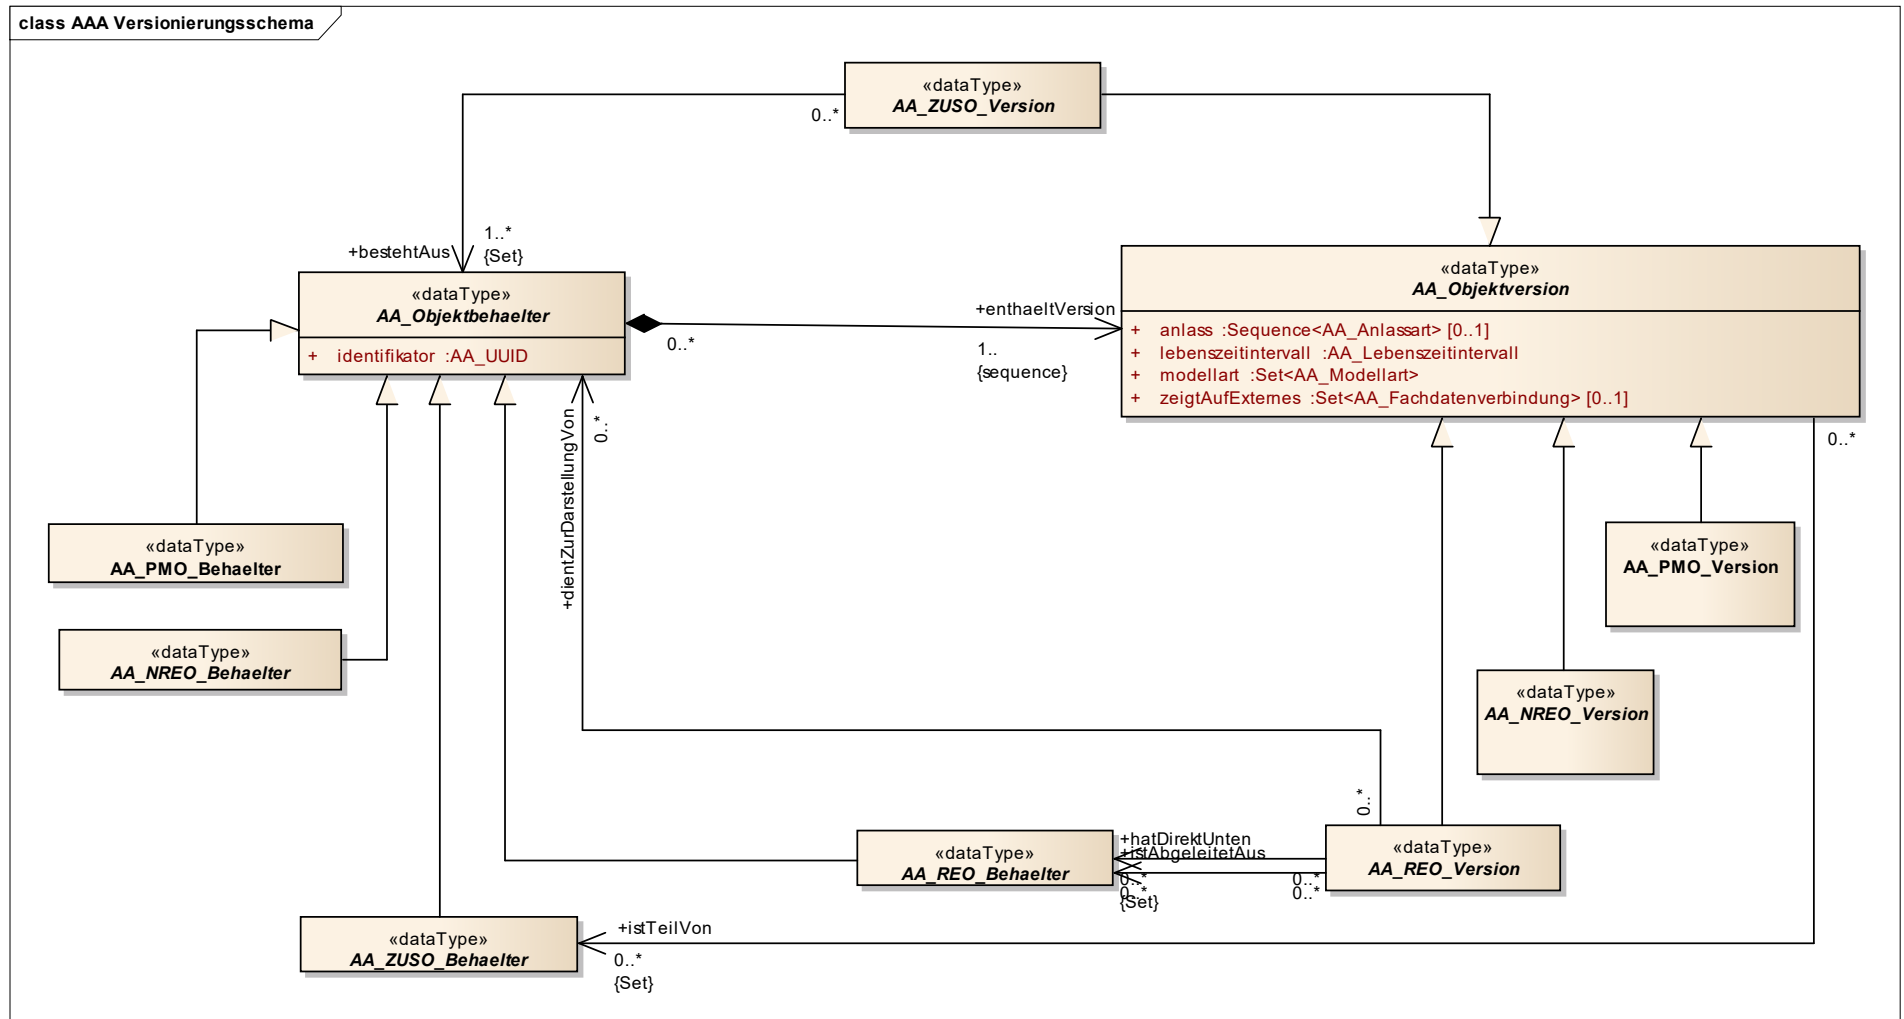 class AAA Versionierungsschema
«dataType»
AA_ZUSO_Version
0..*
+bestehtAus
1..*
{Set}
«dataType»
AA_Objektbehaelter
+ identifikator :AA_UUID
0..*
+enthaeltVersion
1..
{sequence}
«dataType»
AA_Objektversion
+ anlass :Sequence<AA_Anlassart> [0..1]
+ lebenszeitintervall :AA_Lebenszeitintervall
+ modellart :Set<AA_Modellart>
+ zeigtAufExternes :Set<AA_Fachdatenverbindung> [0..1]
0..*
+dientZurDarstellungVon
0..*
«dataType»
AA_PMO_Behaelter
«dataType»
AA_PMO_Version
«dataType»
AA_NREO_Behaelter
«dataType»
AA_NREO_Version
0..*
«dataType»
AA_REO_Behaelter
+hatDirektUnten
+istAbgeleitetAus
0..*
0..*
{Set}
0..*
0..*
«dataType»
AA_REO_Version
«dataType»
AA_ZUSO_Behaelter
+istTeilVon
0..*
{Set}